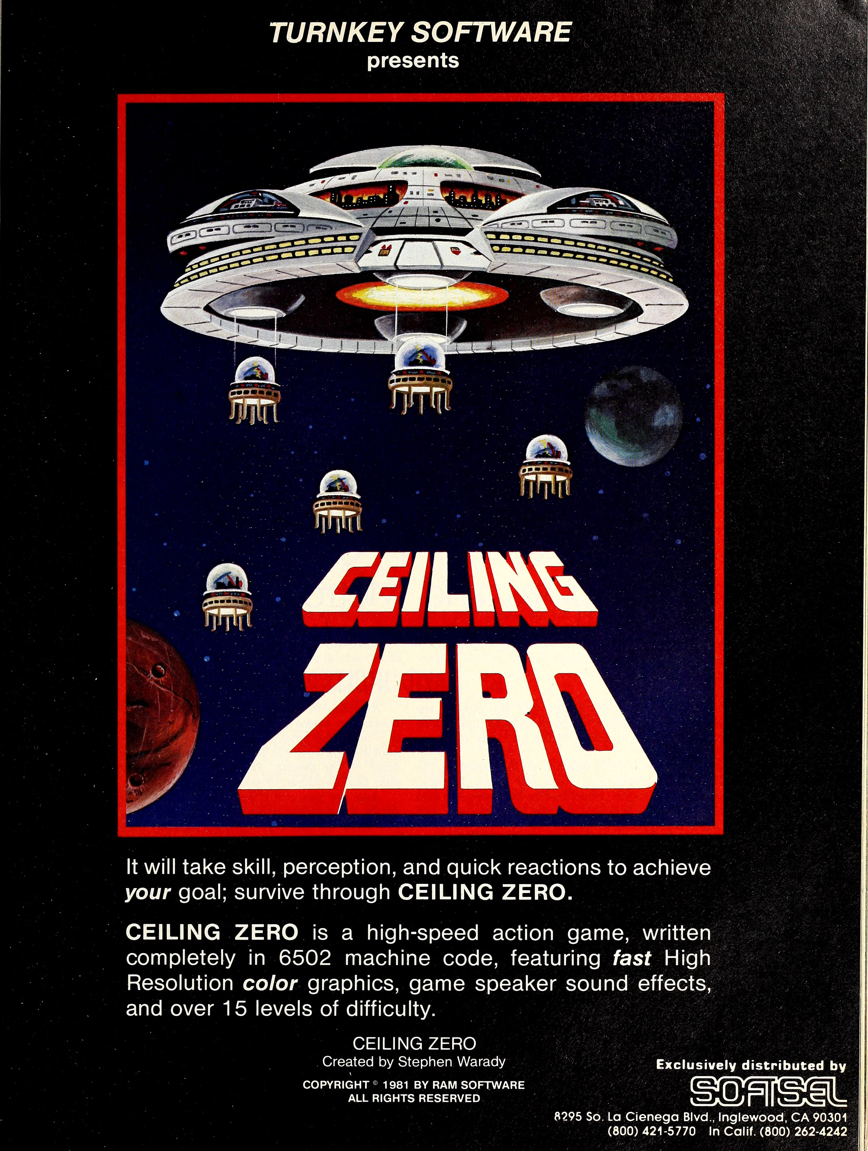 TURNKEY SOFTWARE
presents
CEILING
ZERO
It will take skill, perception, and quick reactions to achieve
your goal; survive through CEILING ZERO.
CEILING ZERO is a high-speed action game, written
completely in 6502 machine code, featuring fast High
Resolution color graphics, game speaker sound effects,
and over 15 levels of difficulty.
CEILING ZERO
Created by Stephen Warady
COPYRIGHT © 1981 BY RAM SOFTWARE
ALL RIGHTS RESERVED
Exclusively distributed by
SOFTSEL
8295 So. La Cienega Blvd., Inglewood, CA 90301
(800) 421-5770 In Calif. (800) 262-4242